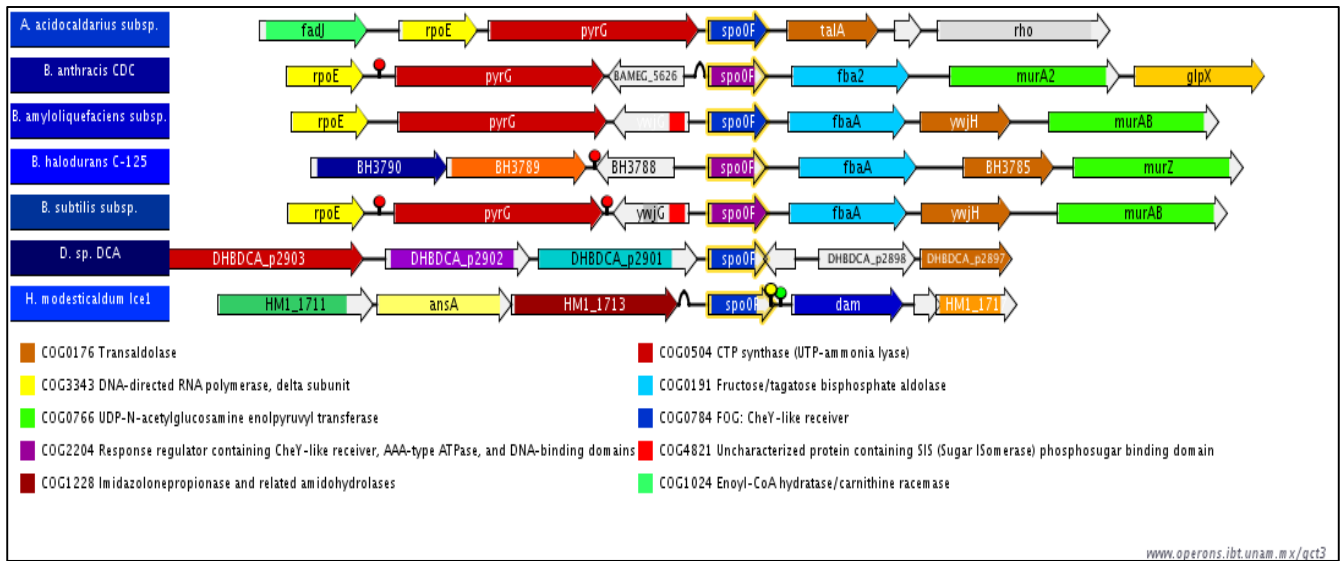 A. acidocaldarius subsp. fadJ rpoE pyrG spo0F talA rho
B. anthracis CDC rpoE pyrG BAMEG_5626 spo0F fba2 murA2 glpX
B. amyloliquefaciens subsp. rpoE pyrG spo0F fbaA ywjH murAB
B. halodurans C-125 BH3790 BH3789 BH3788 spo0F fbaA BH3785 murZ
B. subtilis subsp. rpoE pyrG ywjG spo0F fbaA ywjH murAB
D. sp. DCA DHBDCA_p2903 DHBDCA_p2902 DHBDCA_p2901 spo0F DHBDCA_p2898 DHBDCA_p2897
H. modesticaldum Ice1 HM1_1711 ansA HM1_1713 spo0F dam HM1_171
COG0176 Transaldolase
COG0504 CTP synthase (UTP-ammonia lyase)
COG3343 DNA-directed RNA polymerase, delta subunit
COG0191 Fructose/tagatose bisphosphate aldolase
COG0766 UDP-N-acetylglucosamine enolpyruvyl transferase
COG0784 FOG: CheY-like receiver
COG2204 Response regulator containing CheY-like receiver, AAA-type ATPase, and DNA-binding domains
COG4821 Uncharacterized protein containing SIS (Sugar ISomerase) phosphosugar binding domain
COG1228 Imidazolonepropionase and related amidohydrolases
COG1024 Enoyl-CoA hydratase/carnithine racemase
www.operons.ibt.unam.mx/gct3